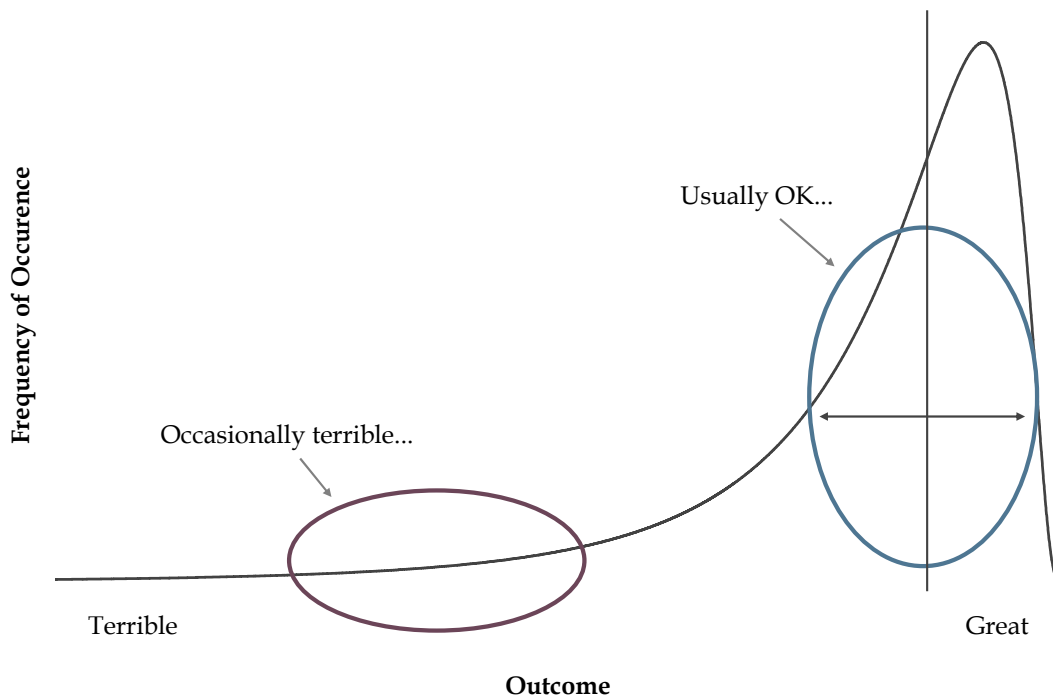 Usually OK...
Frequency of Occurence
Occasionally terrible...
Terrible
Great
Outcome